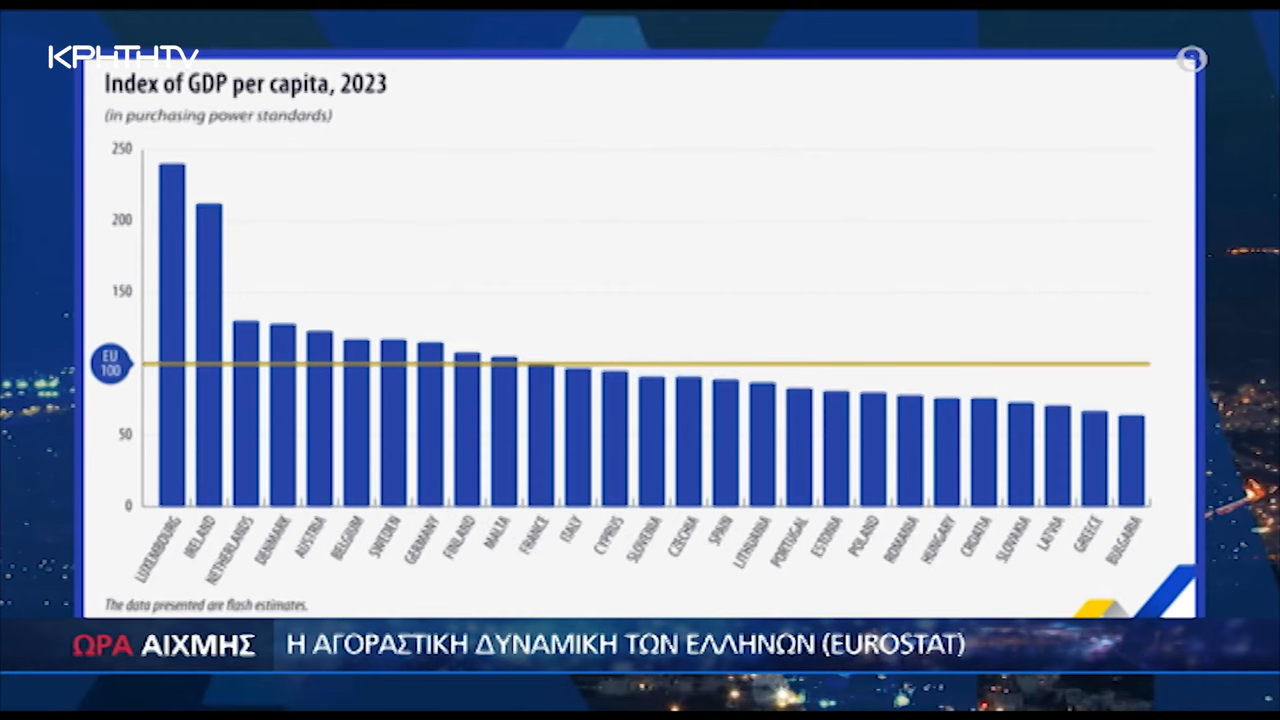 ΚΡΗΤΗTV
Index of GDP per capita, 2023
(in purchasing power standards)
250
200
150
EU
100
50
0
LUXEMBOURG
IRELAND
NETHERLANDS
DENMARK
AUSTRIA
BELGIUM
SWEDEN
GERMANY
FINLAND
MALTA
FRANCE
ITALY
CYPRUS
SLOVENIA
CZECHIA
SPAIN
LITHUANIA
PORTUGAL
ESTONIA
POLAND
ROMANIA
HUNGARY
CROATIA
SLOVAKIA
LATVIA
GREECE
BULGARIA
The data presented are flash estimates.
ΩΡΑ ΑΙΧΜΗΣ
Η ΑΓΟΡΑΣΤΙΚΗ ΔΥΝΑΜΙΚΗ ΤΩΝ ΕΛΛΗΝΩΝ (EUROSTAT)